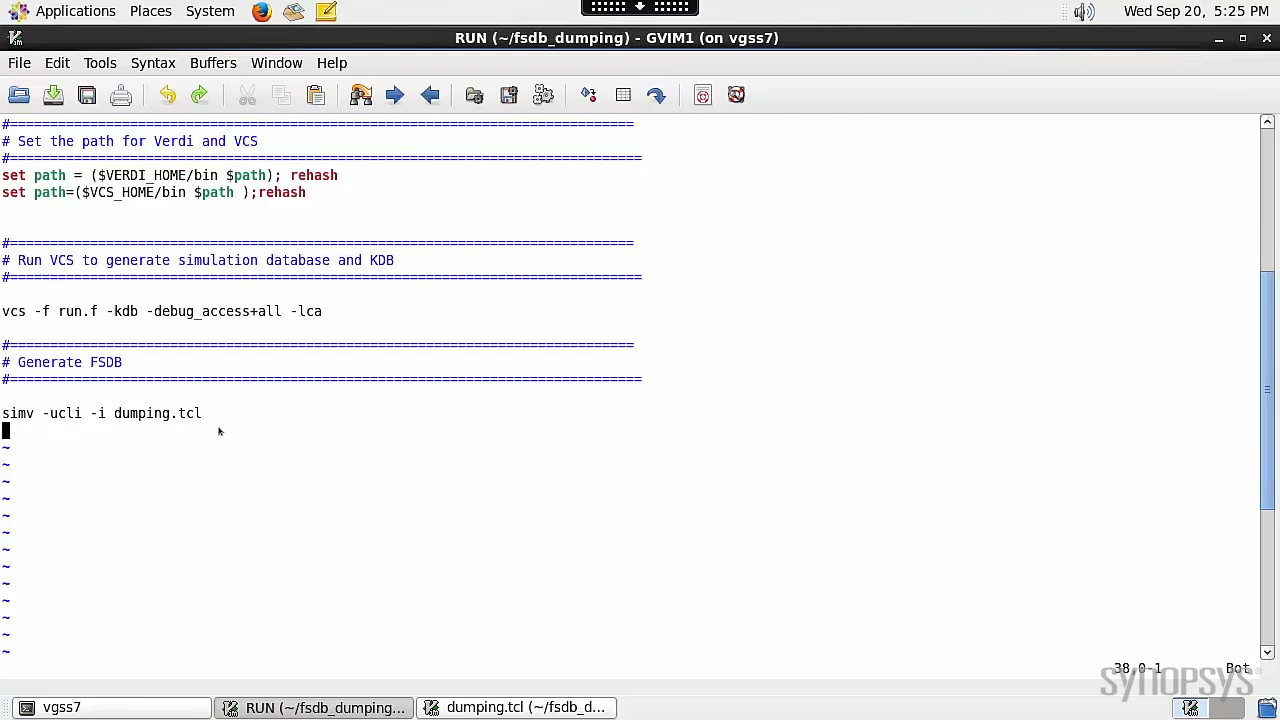 Applications Places System Wed Sep 20, 5:25 PM
RUN (~/fsdb_dumping) - GVIM1 (on vgss7)
File Edit Tools Syntax Buffers Window Help
#==============================================================================
# Set the path for Verdi and VCS
#===============================================================================
set path = ($VERDI_HOME/bin $path); rehash
set path=($VCS_HOME/bin $path );rehash
#==============================================================================
# Run VCS to generate simulation database and KDB
#===============================================================================
vcs -f run.f -kdb -debug_access+all -lca
#==============================================================================
# Generate FSDB
#===============================================================================
simv -ucli -i dumping.tcl
~
~
~
~
~
~
~
~
~
~
~
~
~
38,0-1 Bot
SYNOPSYS
vgss7 RUN (~/fsdb_dumping... dumping.tcl (~/fsdb_d...